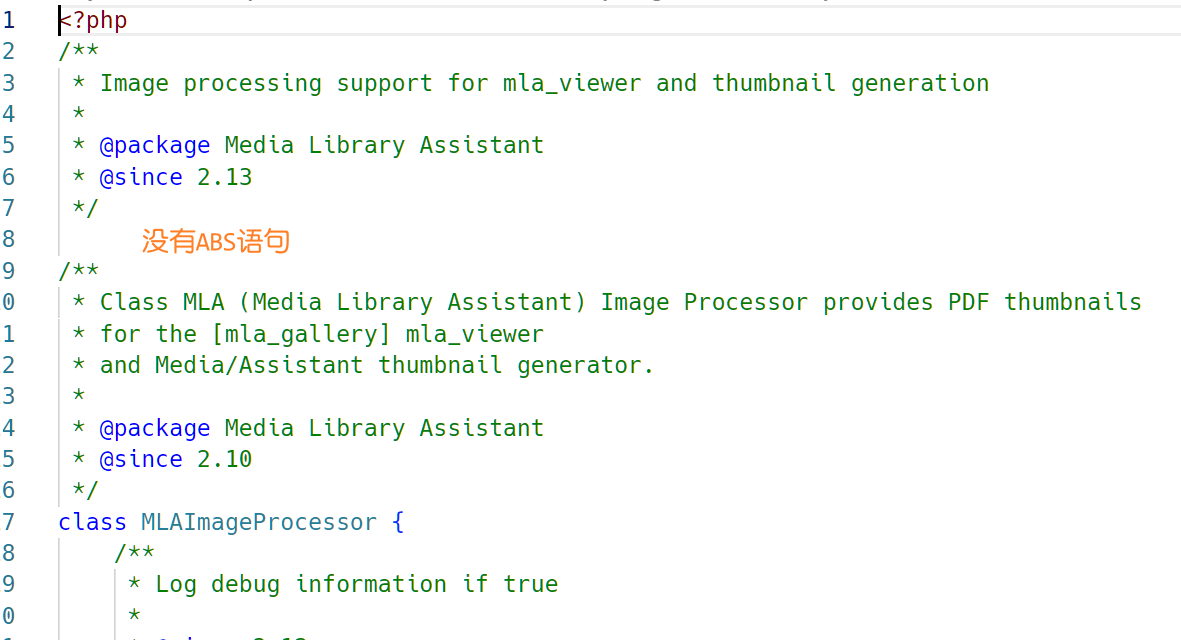 1 <?php
2 /**
3 * Image processing support for mla_viewer and thumbnail generation
4 *
5 * @package Media Library Assistant
6 * @since 2.13
7 */
8 没有ABS语句
9 /**
0 * Class MLA (Media Library Assistant) Image Processor provides PDF thumbnails
1 * for the [mla_gallery] mla_viewer
2 * and Media/Assistant thumbnail generator.
3 *
4 * @package Media Library Assistant
5 * @since 2.10
6 */
7 class MLAImageProcessor {
8 /**
9 * Log debug information if true
0 *